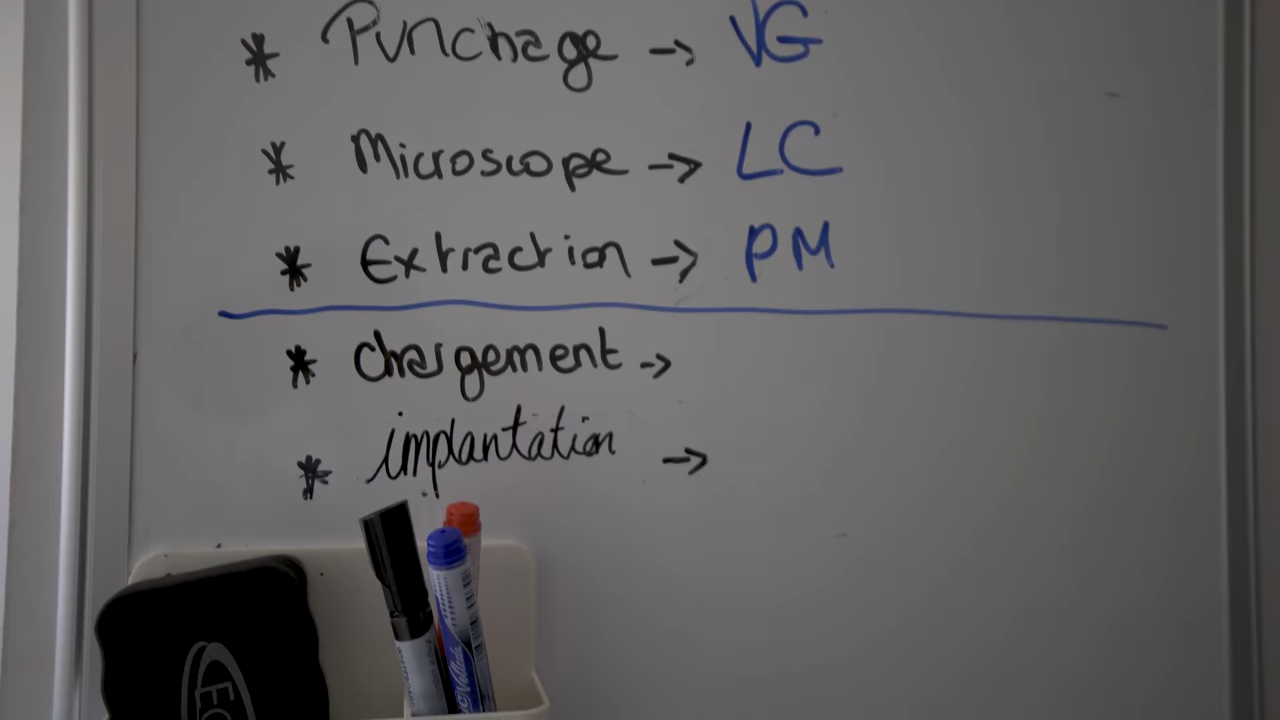 * Punchage -> VG
* Microscope -> LC
* Extraction -> PM
* Chargement ->
* implantation ->